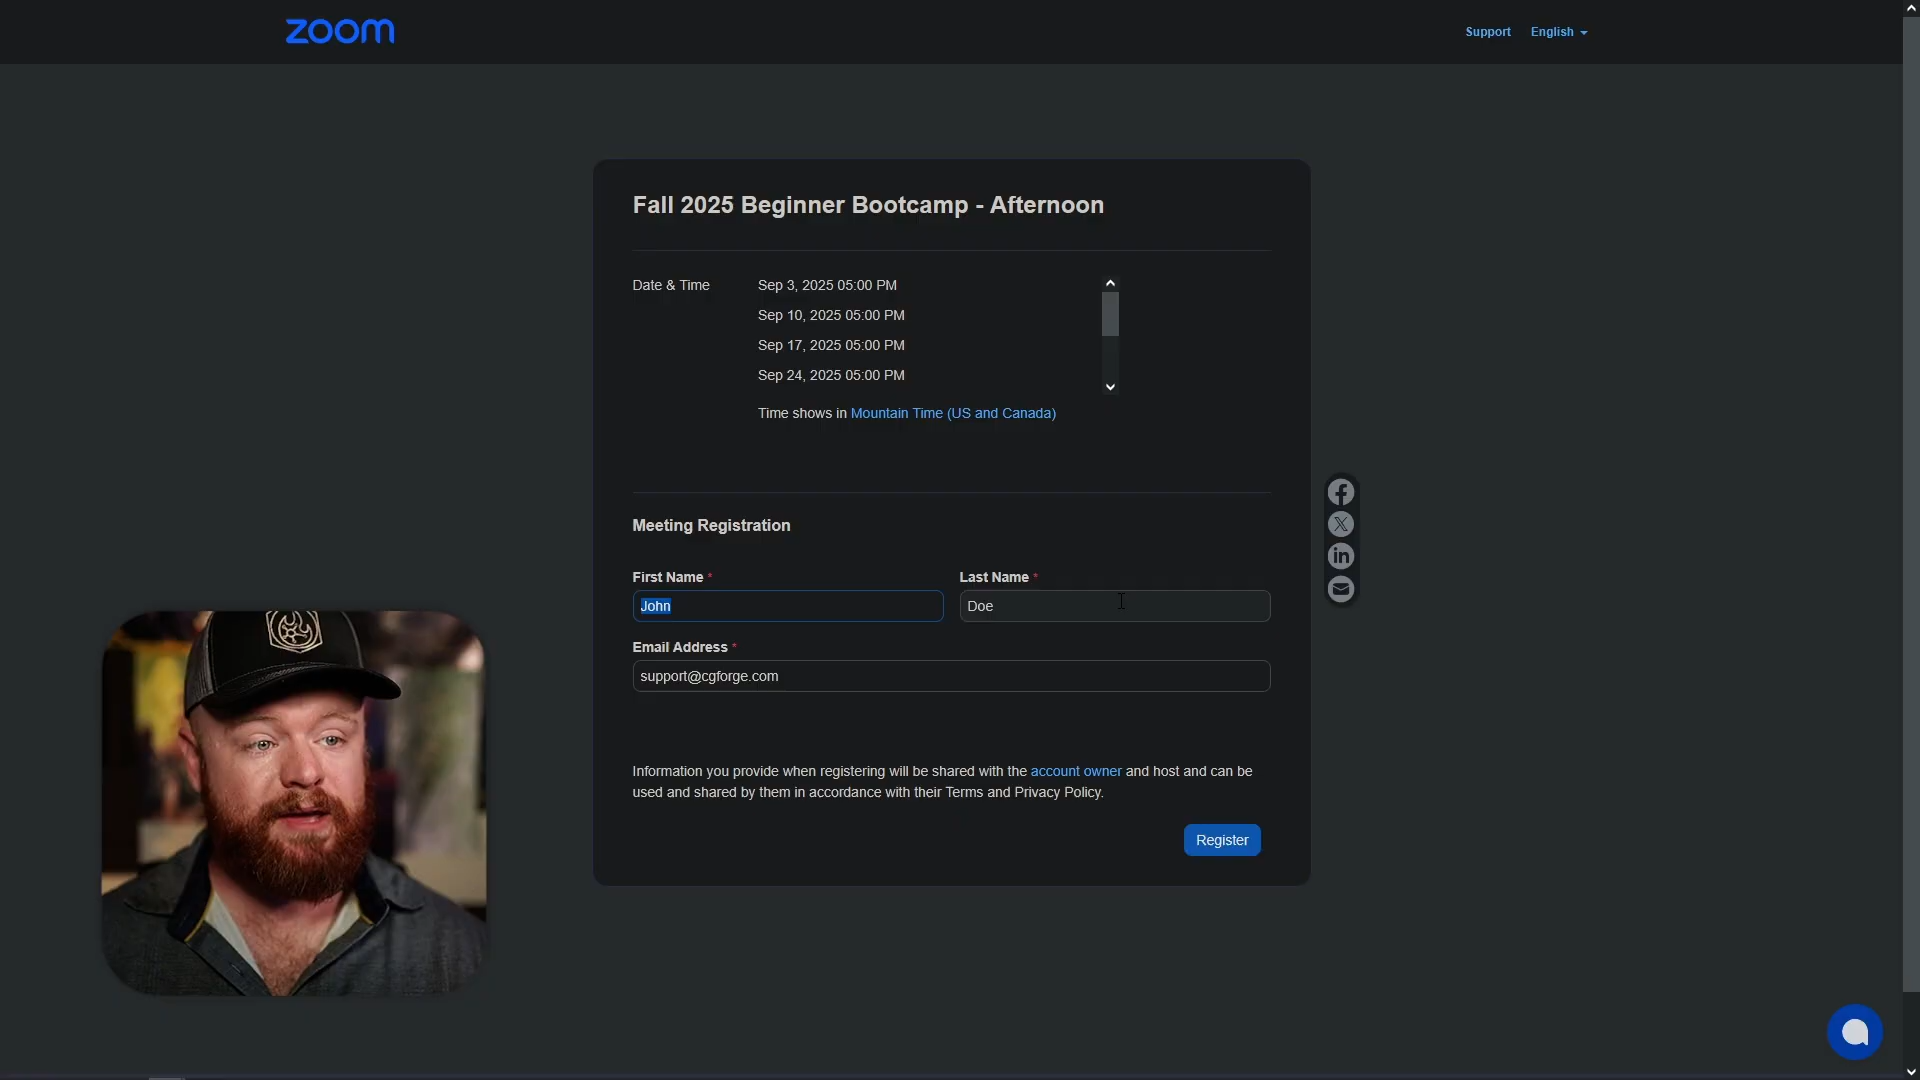 zoom
Support English
Fall 2025 Beginner Bootcamp - Afternoon
Date & Time
Sep 3, 2025 05:00 PM
Sep 10, 2025 05:00 PM
Sep 17, 2025 05:00 PM
Sep 24, 2025 05:00 PM
Time shows in Mountain Time (US and Canada)
Meeting Registration
First Name * Last Name *
John Doe
Email Address *
support@cgforge.com
Information you provide when registering will be shared with the account owner and host and can be
used and shared by them in accordance with their Terms and Privacy Policy.
Register